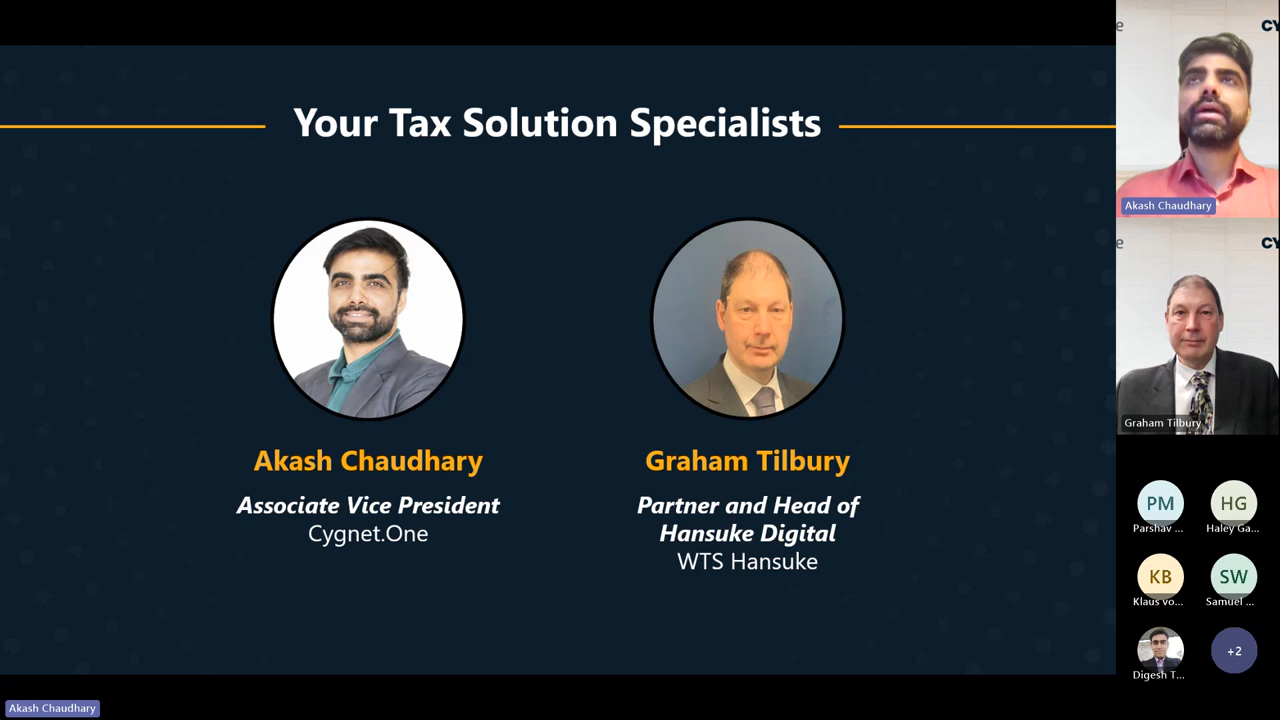 Your Tax Solution Specialists
Akash Chaudhary
Associate Vice President
Cygnet.One
Graham Tilbury
Partner and Head of
Hansuke Digital
WTS Hansuke
e
CY
Akash Chaudhary
e
CY
Graham Tilbury
PM
HG
Parshav ...
Haley Ga...
KB
SW
Klaus vo...
Samuel ...
+2
Digesh T...
Akash Chaudhary